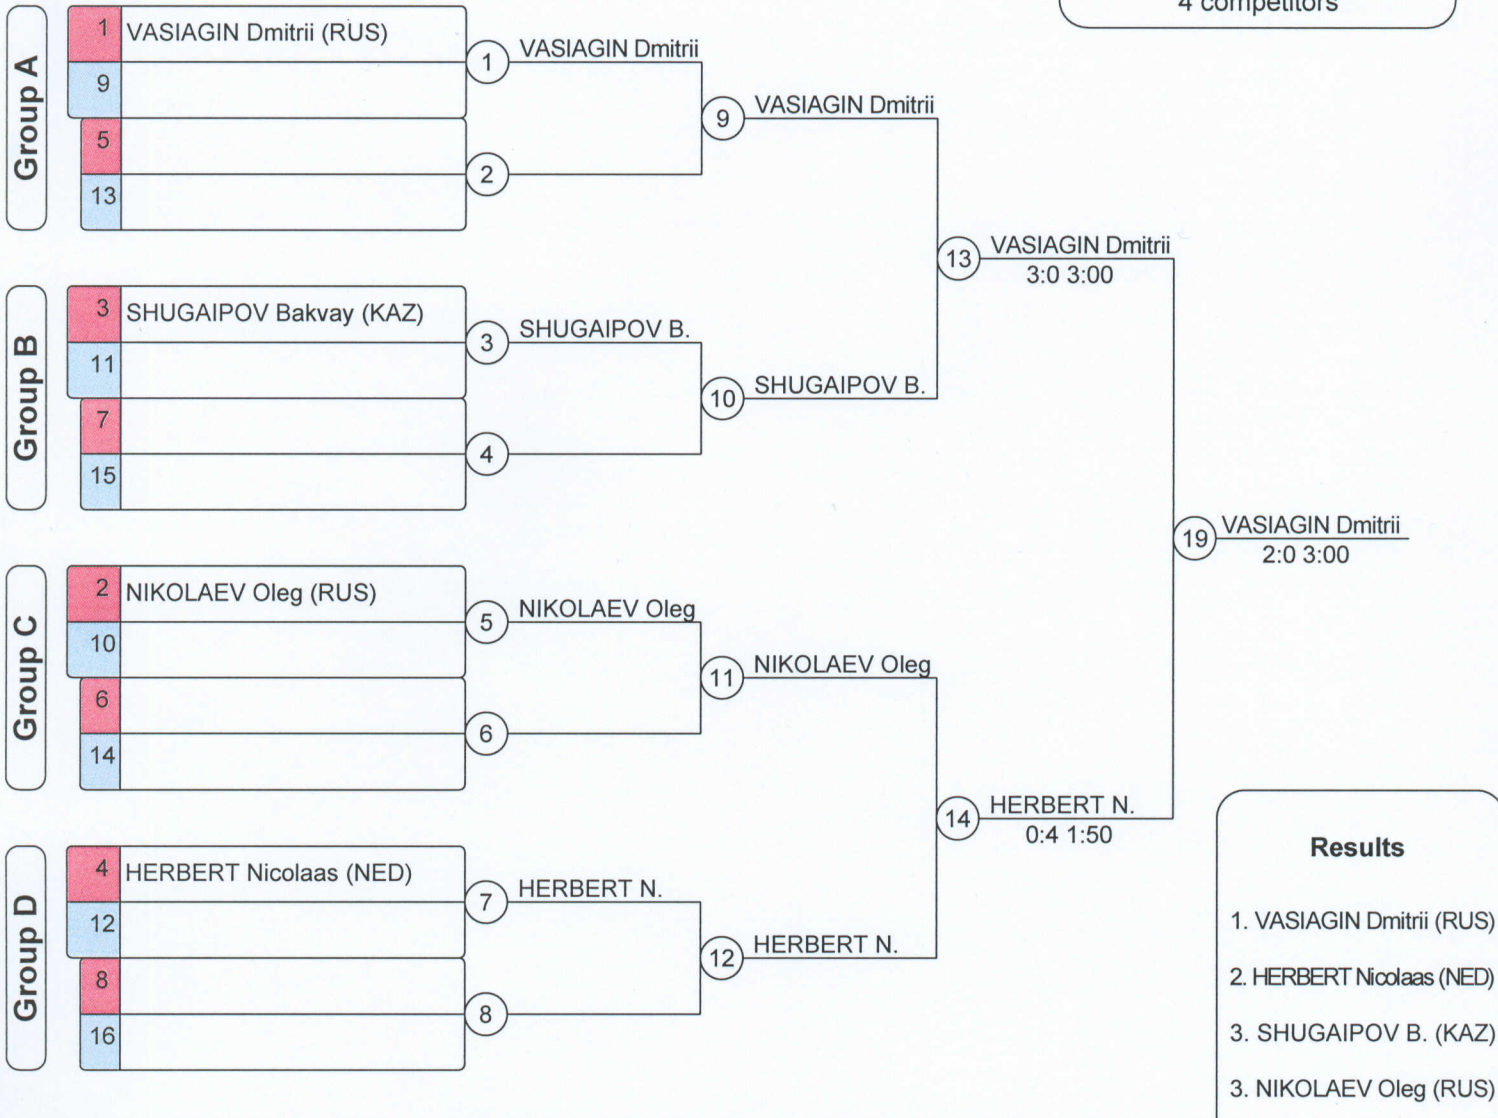 4 competitors
Group A
1 VASIAGIN Dmitrii (RUS)
9
5
13
1 VASIAGIN Dmitrii
2
9 VASIAGIN Dmitrii
Group B
3 SHUGAIPOV Bakvay (KAZ)
11
7
15
3 SHUGAIPOV B.
4
10 SHUGAIPOV B.
13 VASIAGIN Dmitrii
3:0 3:00
Group C
2 NIKOLAEV Oleg (RUS)
10
6
14
5 NIKOLAEV Oleg
6
11 NIKOLAEV Oleg
Group D
4 HERBERT Nicolaas (NED)
12
8
16
7 HERBERT N.
8
12 HERBERT N.
14 HERBERT N.
0:4 1:50
19 VASIAGIN Dmitrii
2:0 3:00
Results
1. VASIAGIN Dmitrii (RUS)
2. HERBERT Nicolaas (NED)
3. SHUGAIPOV B. (KAZ)
3. NIKOLAEV Oleg (RUS)